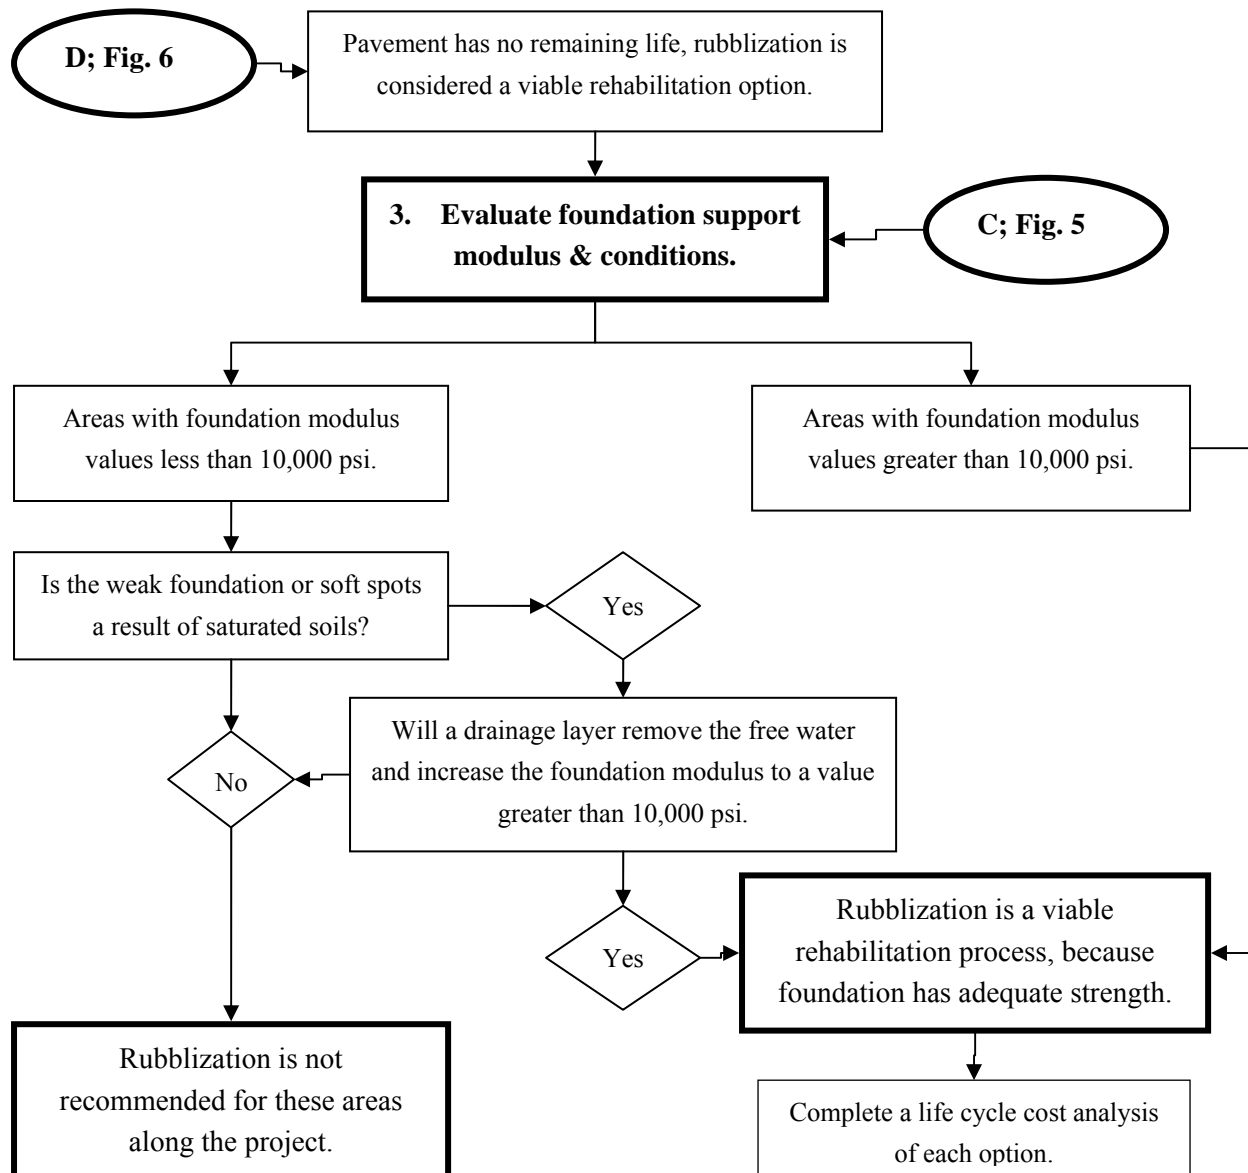 D; Fig. 6
Pavement has no remaining life, rubblization is
considered a viable rehabilitation option.
3. Evaluate foundation support
modulus & conditions.
C; Fig. 5
Areas with foundation modulus
values less than 10,000 psi.
Areas with foundation modulus
values greater than 10,000 psi.
Is the weak foundation or soft spots
a result of saturated soils?
Yes
Will a drainage layer remove the free water
and increase the foundation modulus to a value
greater than 10,000 psi.
No
Yes
Rubblization is a viable
rehabilitation process, because
foundation has adequate strength.
Rubblization is not
recommended for these areas
along the project.
Complete a life cycle cost analysis
of each option.